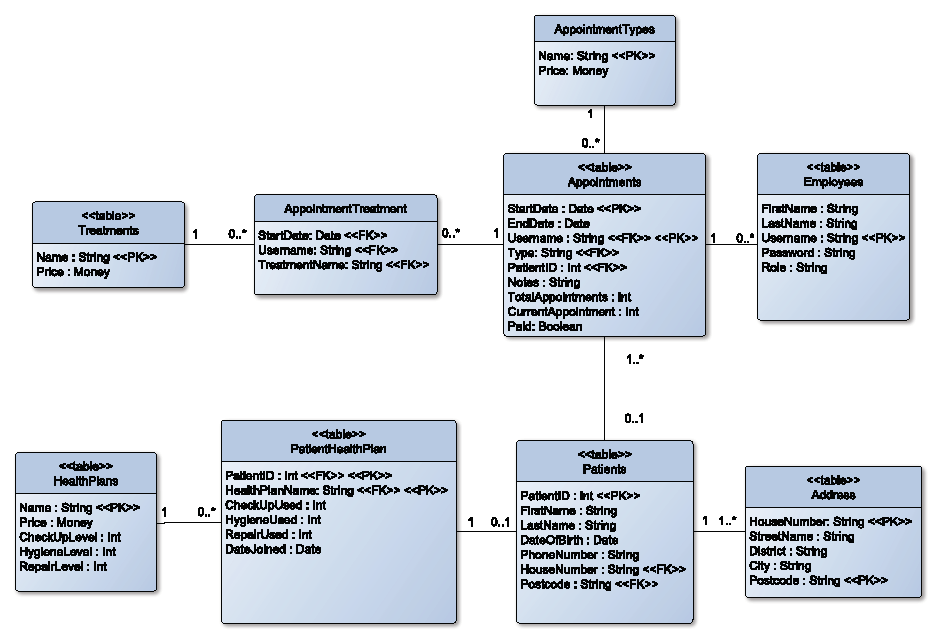 AppointmentTypes
Name: String <<PK>>
Price: Money
1
0..*
<<table>>
Treatments
Name : String <<PK>>
Price : Money
1
0..*
AppointmentTreatment
StartDate: Date <<FK>>
Username: String <<FK>>
TreatmentName: String <<FK>>
0..*
1
<<table>>
Appointments
StartDate : Date <<PK>>
EndDate : Date
Username : String <<FK>> <<PK>>
Type: String <<FK>>
PatientID : Int <<FK>>
Notes : String
TotalAppointments : Int
CurrentAppointment : Int
Paid: Boolean
1
0..*
<<table>>
Employees
FirstName : String
LastName : String
Username : String <<PK>>
Password : String
Role : String
1..*
0..1
<<table>>
HealthPlans
Name : String <<PK>>
Price : Money
CheckUpLevel : Int
HygieneLevel : Int
RepairLevel : Int
1
0..*
<<table>>
PatientHealthPlan
PatientID : Int <<FK>> <<PK>>
HealthPlanName: String <<FK>> <<PK>>
CheckUpUsed : Int
HygieneUsed : Int
RepairUsed : Int
DateJoined : Date
1
0..1
<<table>>
Patients
PatientID : Int <<PK>>
FirstName : String
LastName : String
DateOfBirth : Date
PhoneNumber : String
HouseNumber : String <<FK>>
Postcode : String <<FK>>
1
1..*
<<table>>
Address
HouseNumber: String <<PK>>
StreetName : String
District : String
City : String
Postcode : String <<PK>>